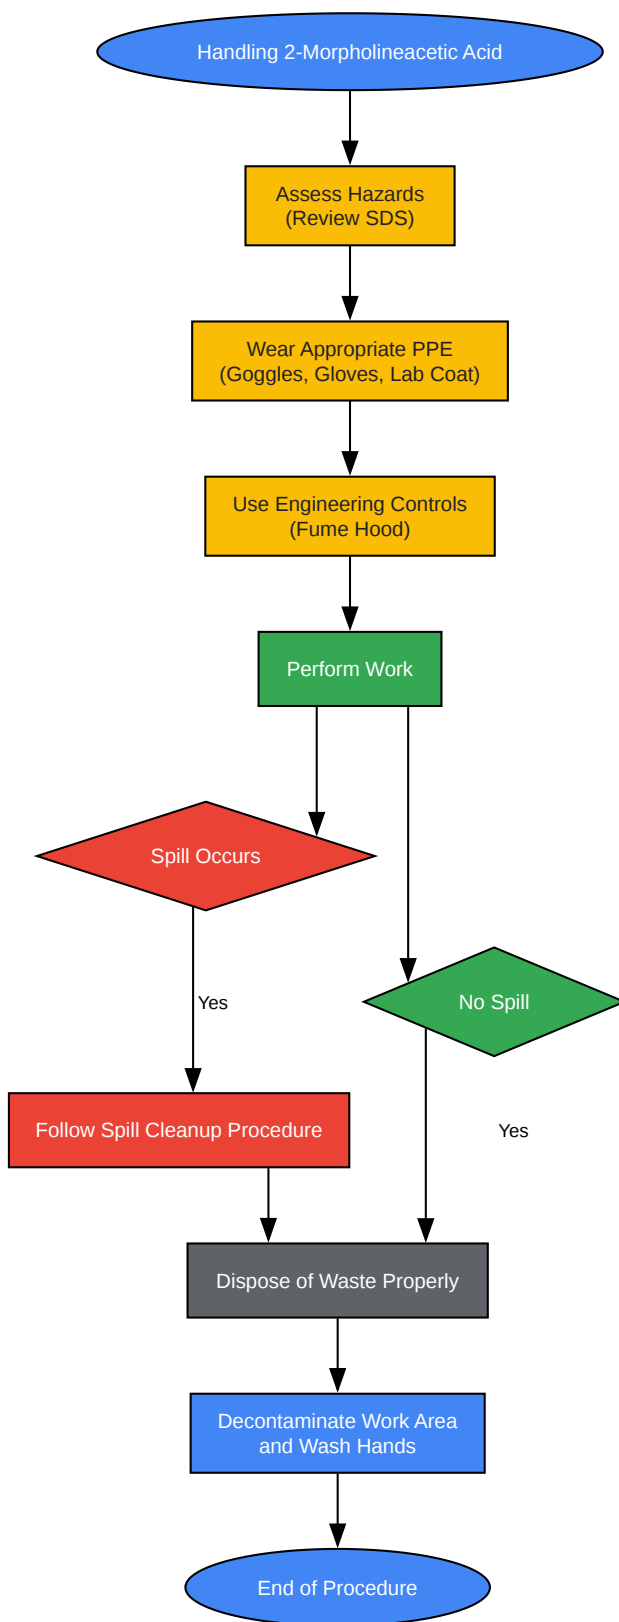 Handling 2-Morpholineacetic Acid
Assess Hazards
(Review SDS)
Wear Appropriate PPE
(Goggles, Gloves, Lab Coat)
Use Engineering Controls
(Fume Hood)
Perform Work
Spill Occurs
No Spill
Yes
Follow Spill Cleanup Procedure
Yes
Dispose of Waste Properly
Decontaminate Work Area
and Wash Hands
End of Procedure